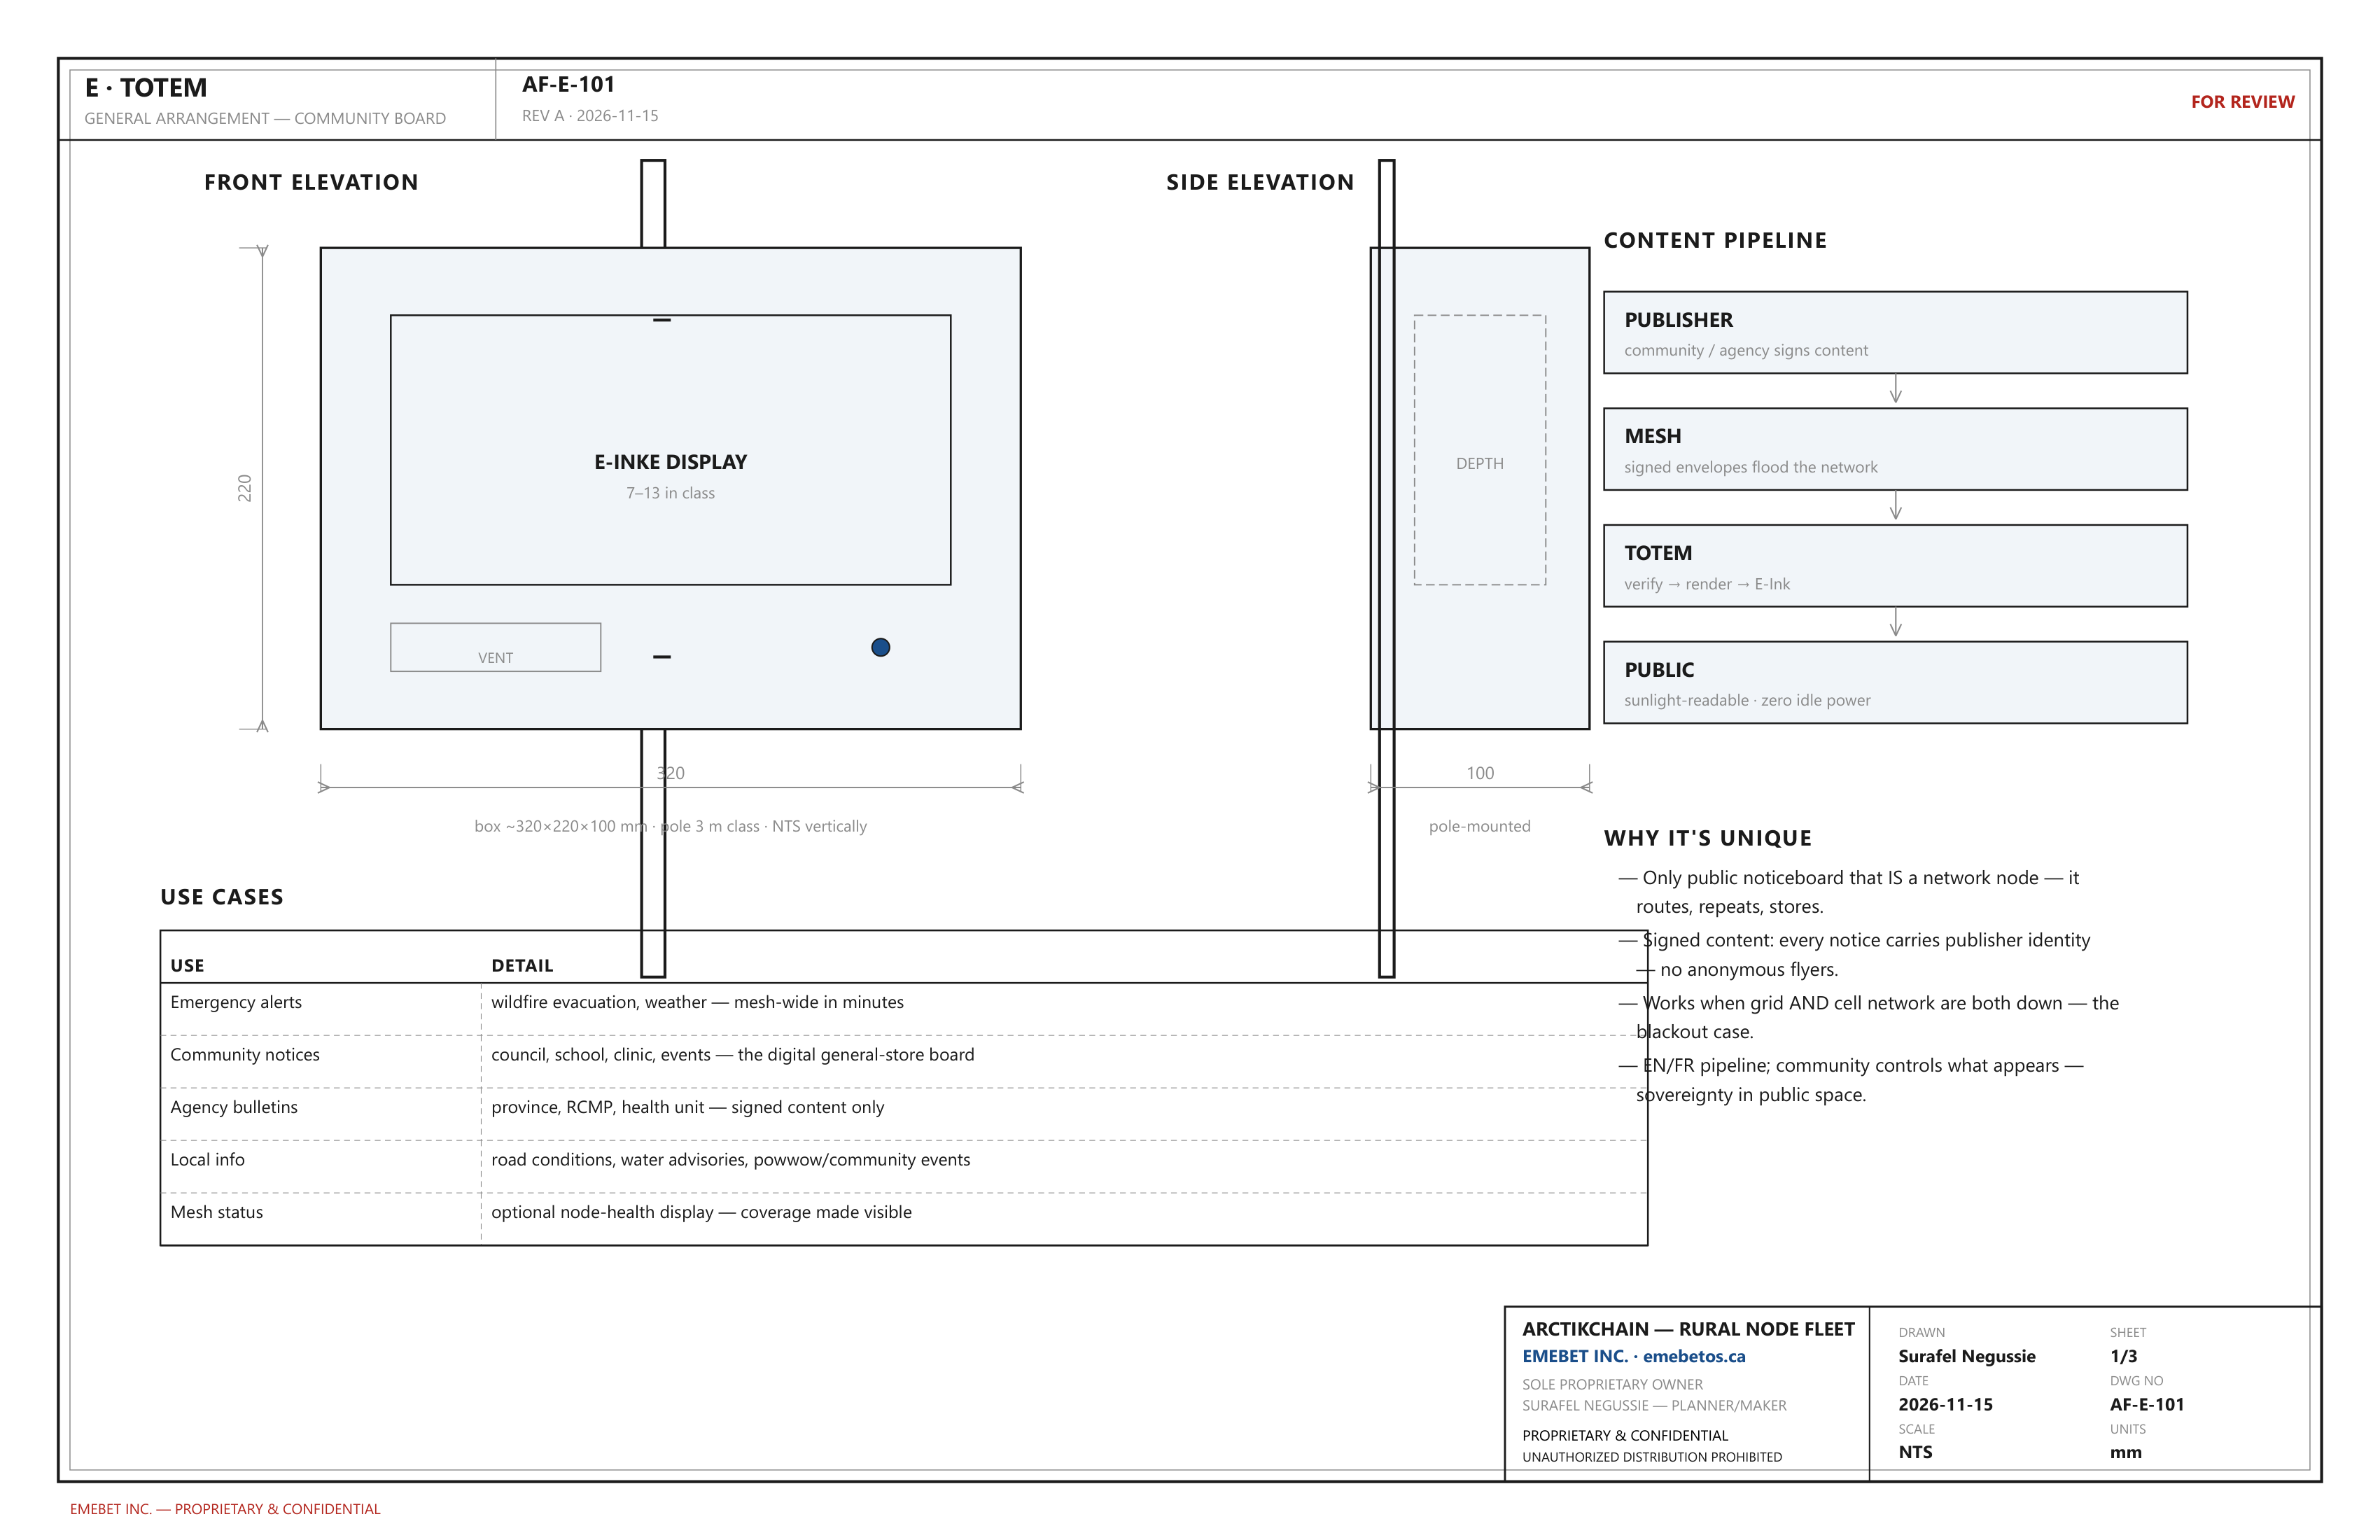 E · TOTEM
GENERAL ARRANGEMENT — COMMUNITY BOARD
AF-E-101
REV A · 2026-11-15
FOR REVIEW
FRONT ELEVATION
220
E-INKE DISPLAY
7–13 in class
VENT
320
box ~320×220×100 mm · pole 3 m class · NTS vertically
SIDE ELEVATION
DEPTH
100
pole-mounted
CONTENT PIPELINE
PUBLISHER
community / agency signs content
MESH
signed envelopes flood the network
TOTEM
verify → render → E-Ink
PUBLIC
sunlight-readable · zero idle power
WHY IT'S UNIQUE
— Only public noticeboard that IS a network node — it
routes, repeats, stores.
— Signed content: every notice carries publisher identity
— no anonymous flyers.
— Works when grid AND cell network are both down — the
blackout case.
— EN/FR pipeline; community controls what appears —
sovereignty in public space.
USE CASES
USE DETAIL
Emergency alerts wildfire evacuation, weather — mesh-wide in minutes
Community notices council, school, clinic, events — the digital general-store board
Agency bulletins province, RCMP, health unit — signed content only
Local info road conditions, water advisories, powwow/community events
Mesh status optional node-health display — coverage made visible
ARCTIKCHAIN — RURAL NODE FLEET
EMEBET INC. · emebetos.ca
SOLE PROPRIETARY OWNER
SURAFEL NEGUSSIE — PLANNER/MAKER
PROPRIETARY & CONFIDENTIAL
UNAUTHORIZED DISTRIBUTION PROHIBITED
DRAWN SHEET
Surafel Negussie 1/3
DATE DWG NO
2026-11-15 AF-E-101
SCALE UNITS
NTS mm
EMEBET INC. — PROPRIETARY & CONFIDENTIAL